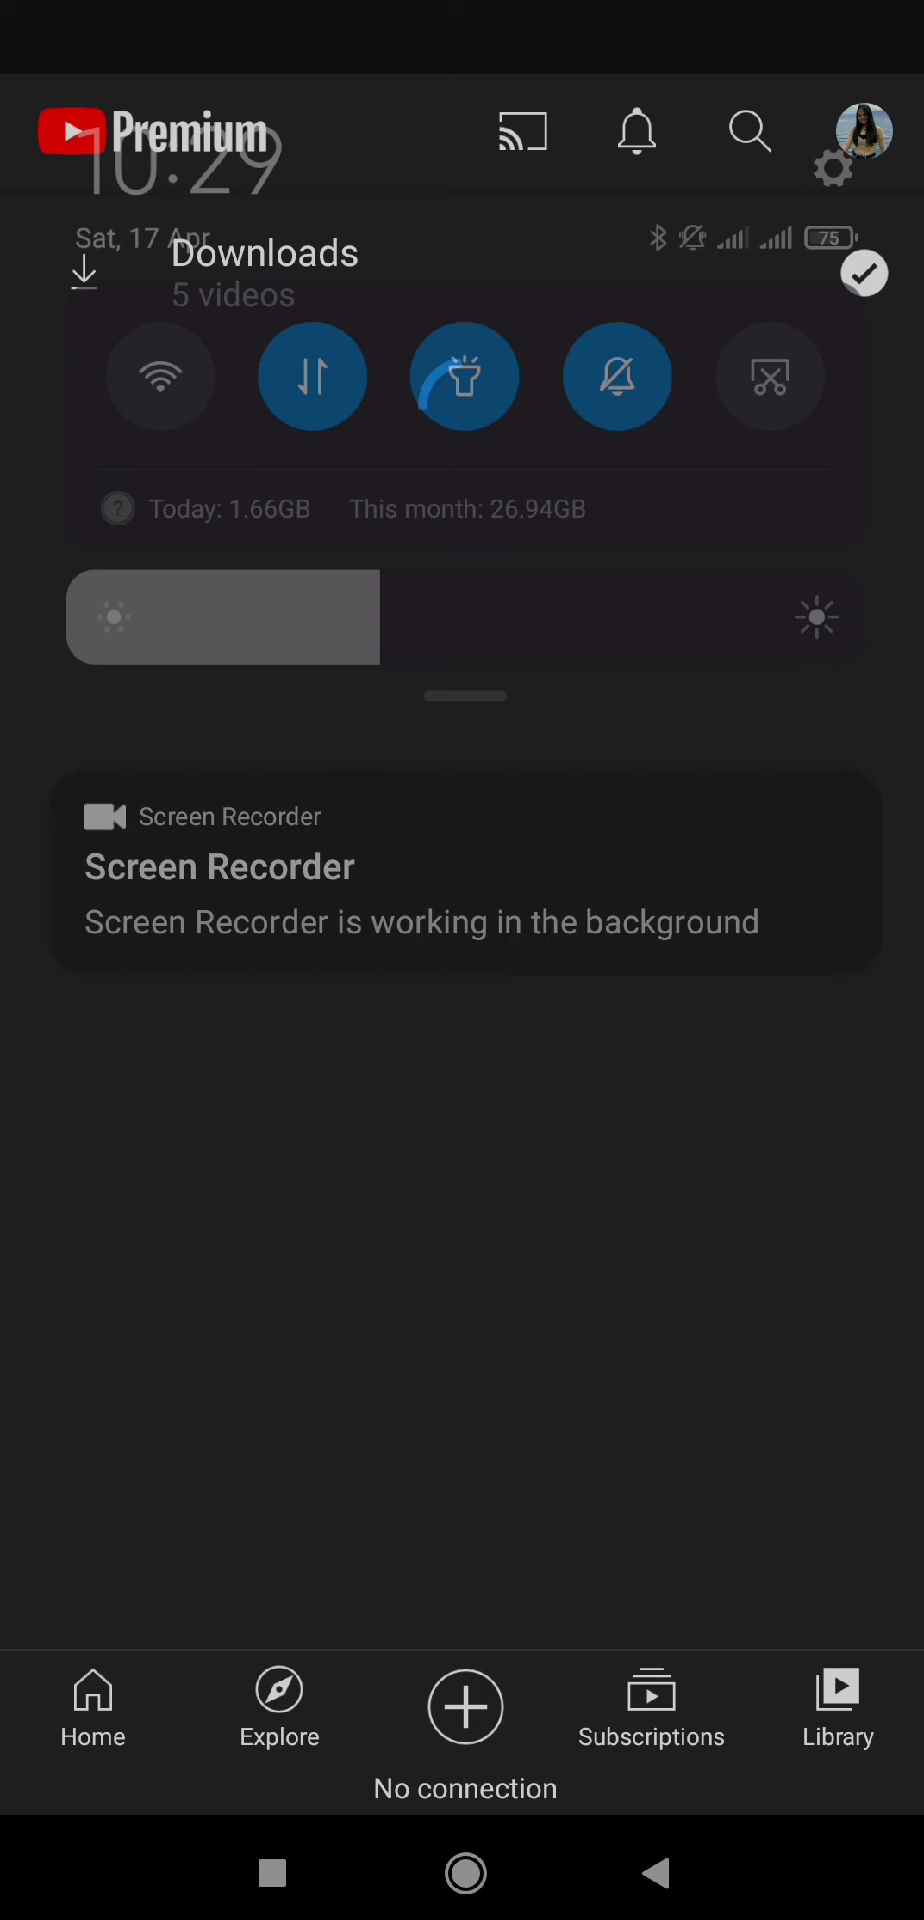 Premium
10:29
Sat, 17 Apr
75
Downloads
5 videos
? Today: 1.66GB This month: 26.94GB
Screen Recorder
Screen Recorder
Screen Recorder is working in the background
Home Explore Subscriptions Library
No connection